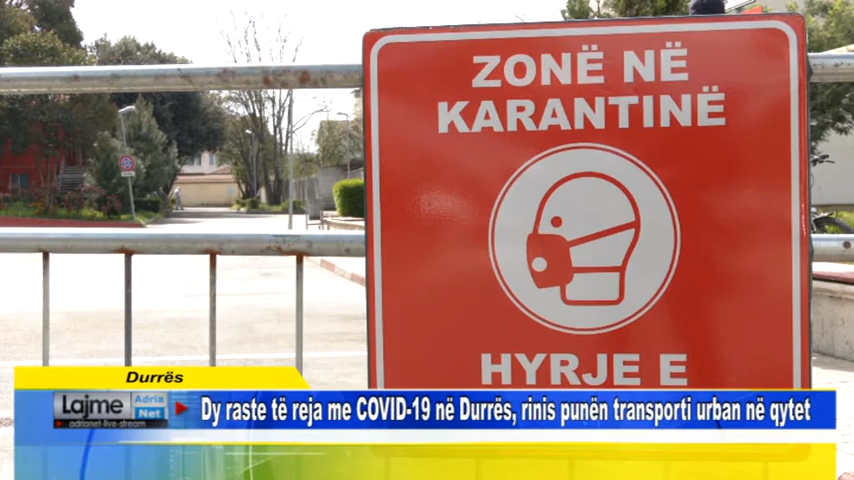 ZONË NË
KARANTINË
HYRJE E
Durrës
Lajme Adria Net
Dy raste të reja me COVID-19 në Durrës, rinis punën transporti urban në qytet
adrianet-live-stream